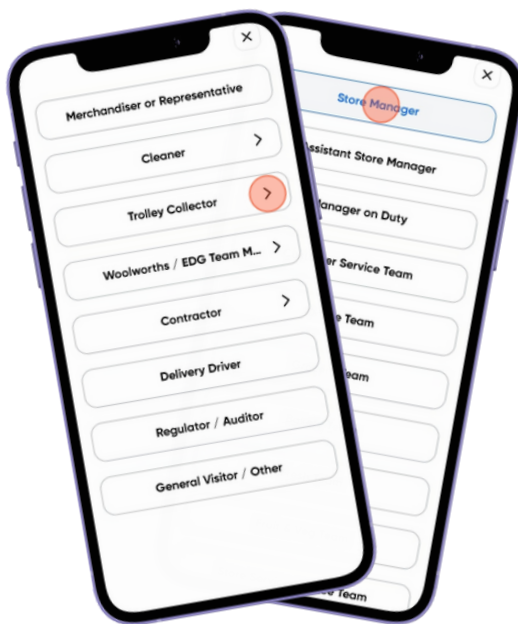 Merchandiser or Representative
Cleaner
Trolley Collector
Woolworths / EDG Team M...
Contractor
Delivery Driver
Regulator / Auditor
General Visitor / Other
Store Manager
Assistant Store Manager
Manager on Duty
Service Team
Team
Team